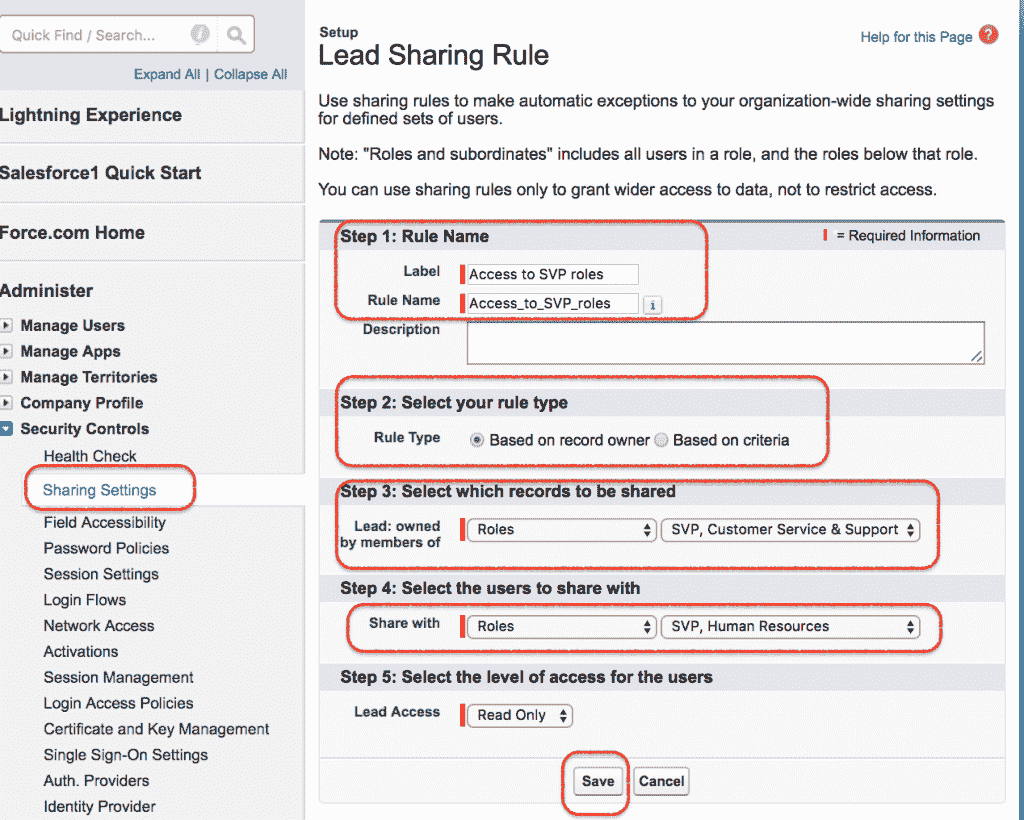 Quick Find / Search...
Expand All | Collapse All
Lightning Experience
Salesforce1 Quick Start
Force.com Home
Administer
Manage Users
Manage Apps
Manage Territories
Company Profile
Security Controls
Health Check
Sharing Settings
Field Accessibility
Password Policies
Session Settings
Login Flows
Network Access
Activations
Session Management
Login Access Policies
Certificate and Key Management
Single Sign-On Settings
Auth. Providers
Identity Provider
Setup
Lead Sharing Rule
Help for this Page ?
Use sharing rules to make automatic exceptions to your organization-wide sharing settings
for defined sets of users.
Note: "Roles and subordinates" includes all users in a role, and the roles below that role.
You can use sharing rules only to grant wider access to data, not to restrict access.
Step 1: Rule Name
= Required Information
Label Access to SVP roles
Rule Name Access_to_SVP_roles i
Description
Step 2: Select your rule type
Rule Type Based on record owner Based on criteria
Step 3: Select which records to be shared
Lead: owned
by members of Roles SVP, Customer Service & Support
Step 4: Select the users to share with
Share with Roles SVP, Human Resources
Step 5: Select the level of access for the users
Lead Access Read Only
Save Cancel